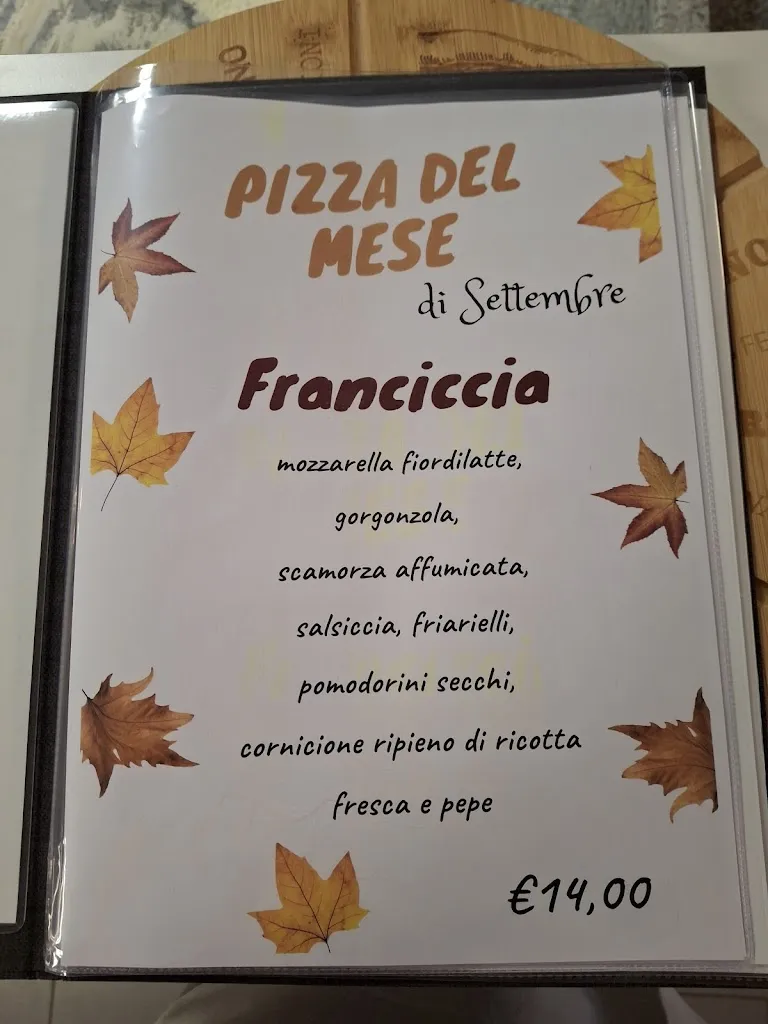 PIZZA DEL
MESE
di Settembre
Franciccia
mozzarella fiordilatte,
gorgonzola,
scamorza affumicata,
salsiccia, friarielli,
pomodorini secchi,
cornicione ripieno di ricotta
fresca e pepe
€14,00